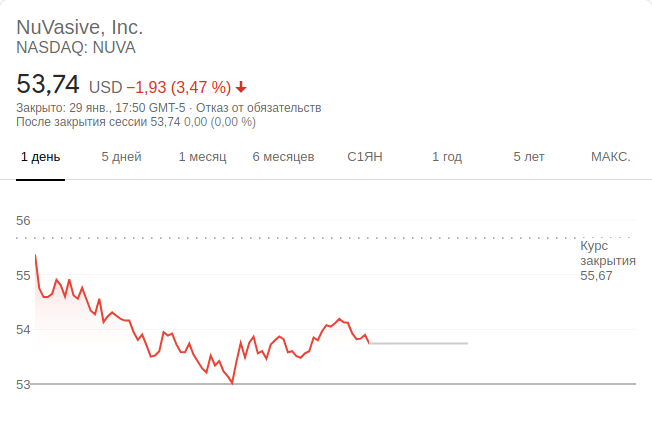 NuVasive, Inc.
NASDAQ: NUVA
53,74 USD −1,93 (3,47 %)
Закрыто: 29 янв., 17:50 GMT-5 · Отказ от обязательств
После закрытия сессии 53,74 0,00 (0,00 %)
1 день 5 дней 1 месяц 6 месяцев С1ЯН 1 год 5 лет МАКС.
56
Курс
закрытия
55,67
55
54
53